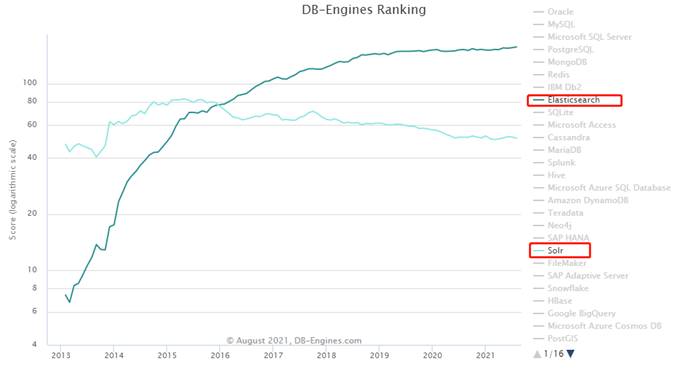 DB-Engines Ranking
Score (logarithmic scale)
100
80
60
40
20
10
8
6
4
2013 2014 2015 2016 2017 2018 2019 2020 2021
© August 2021, DB-Engines.com
Oracle
MySQL
Microsoft SQL Server
PostgreSQL
MongoDB
Redis
IBM Db2
Elasticsearch
SQLite
Microsoft Access
Cassandra
MariaDB
Splunk
Hive
Microsoft Azure SQL Database
Amazon DynamoDB
Teradata
Neo4j
SAP HANA
Solr
FileMaker
SAP Adaptive Server
Snowflake
HBase
Google BigQuery
Microsoft Azure Cosmos DB
PostGIS
1/16